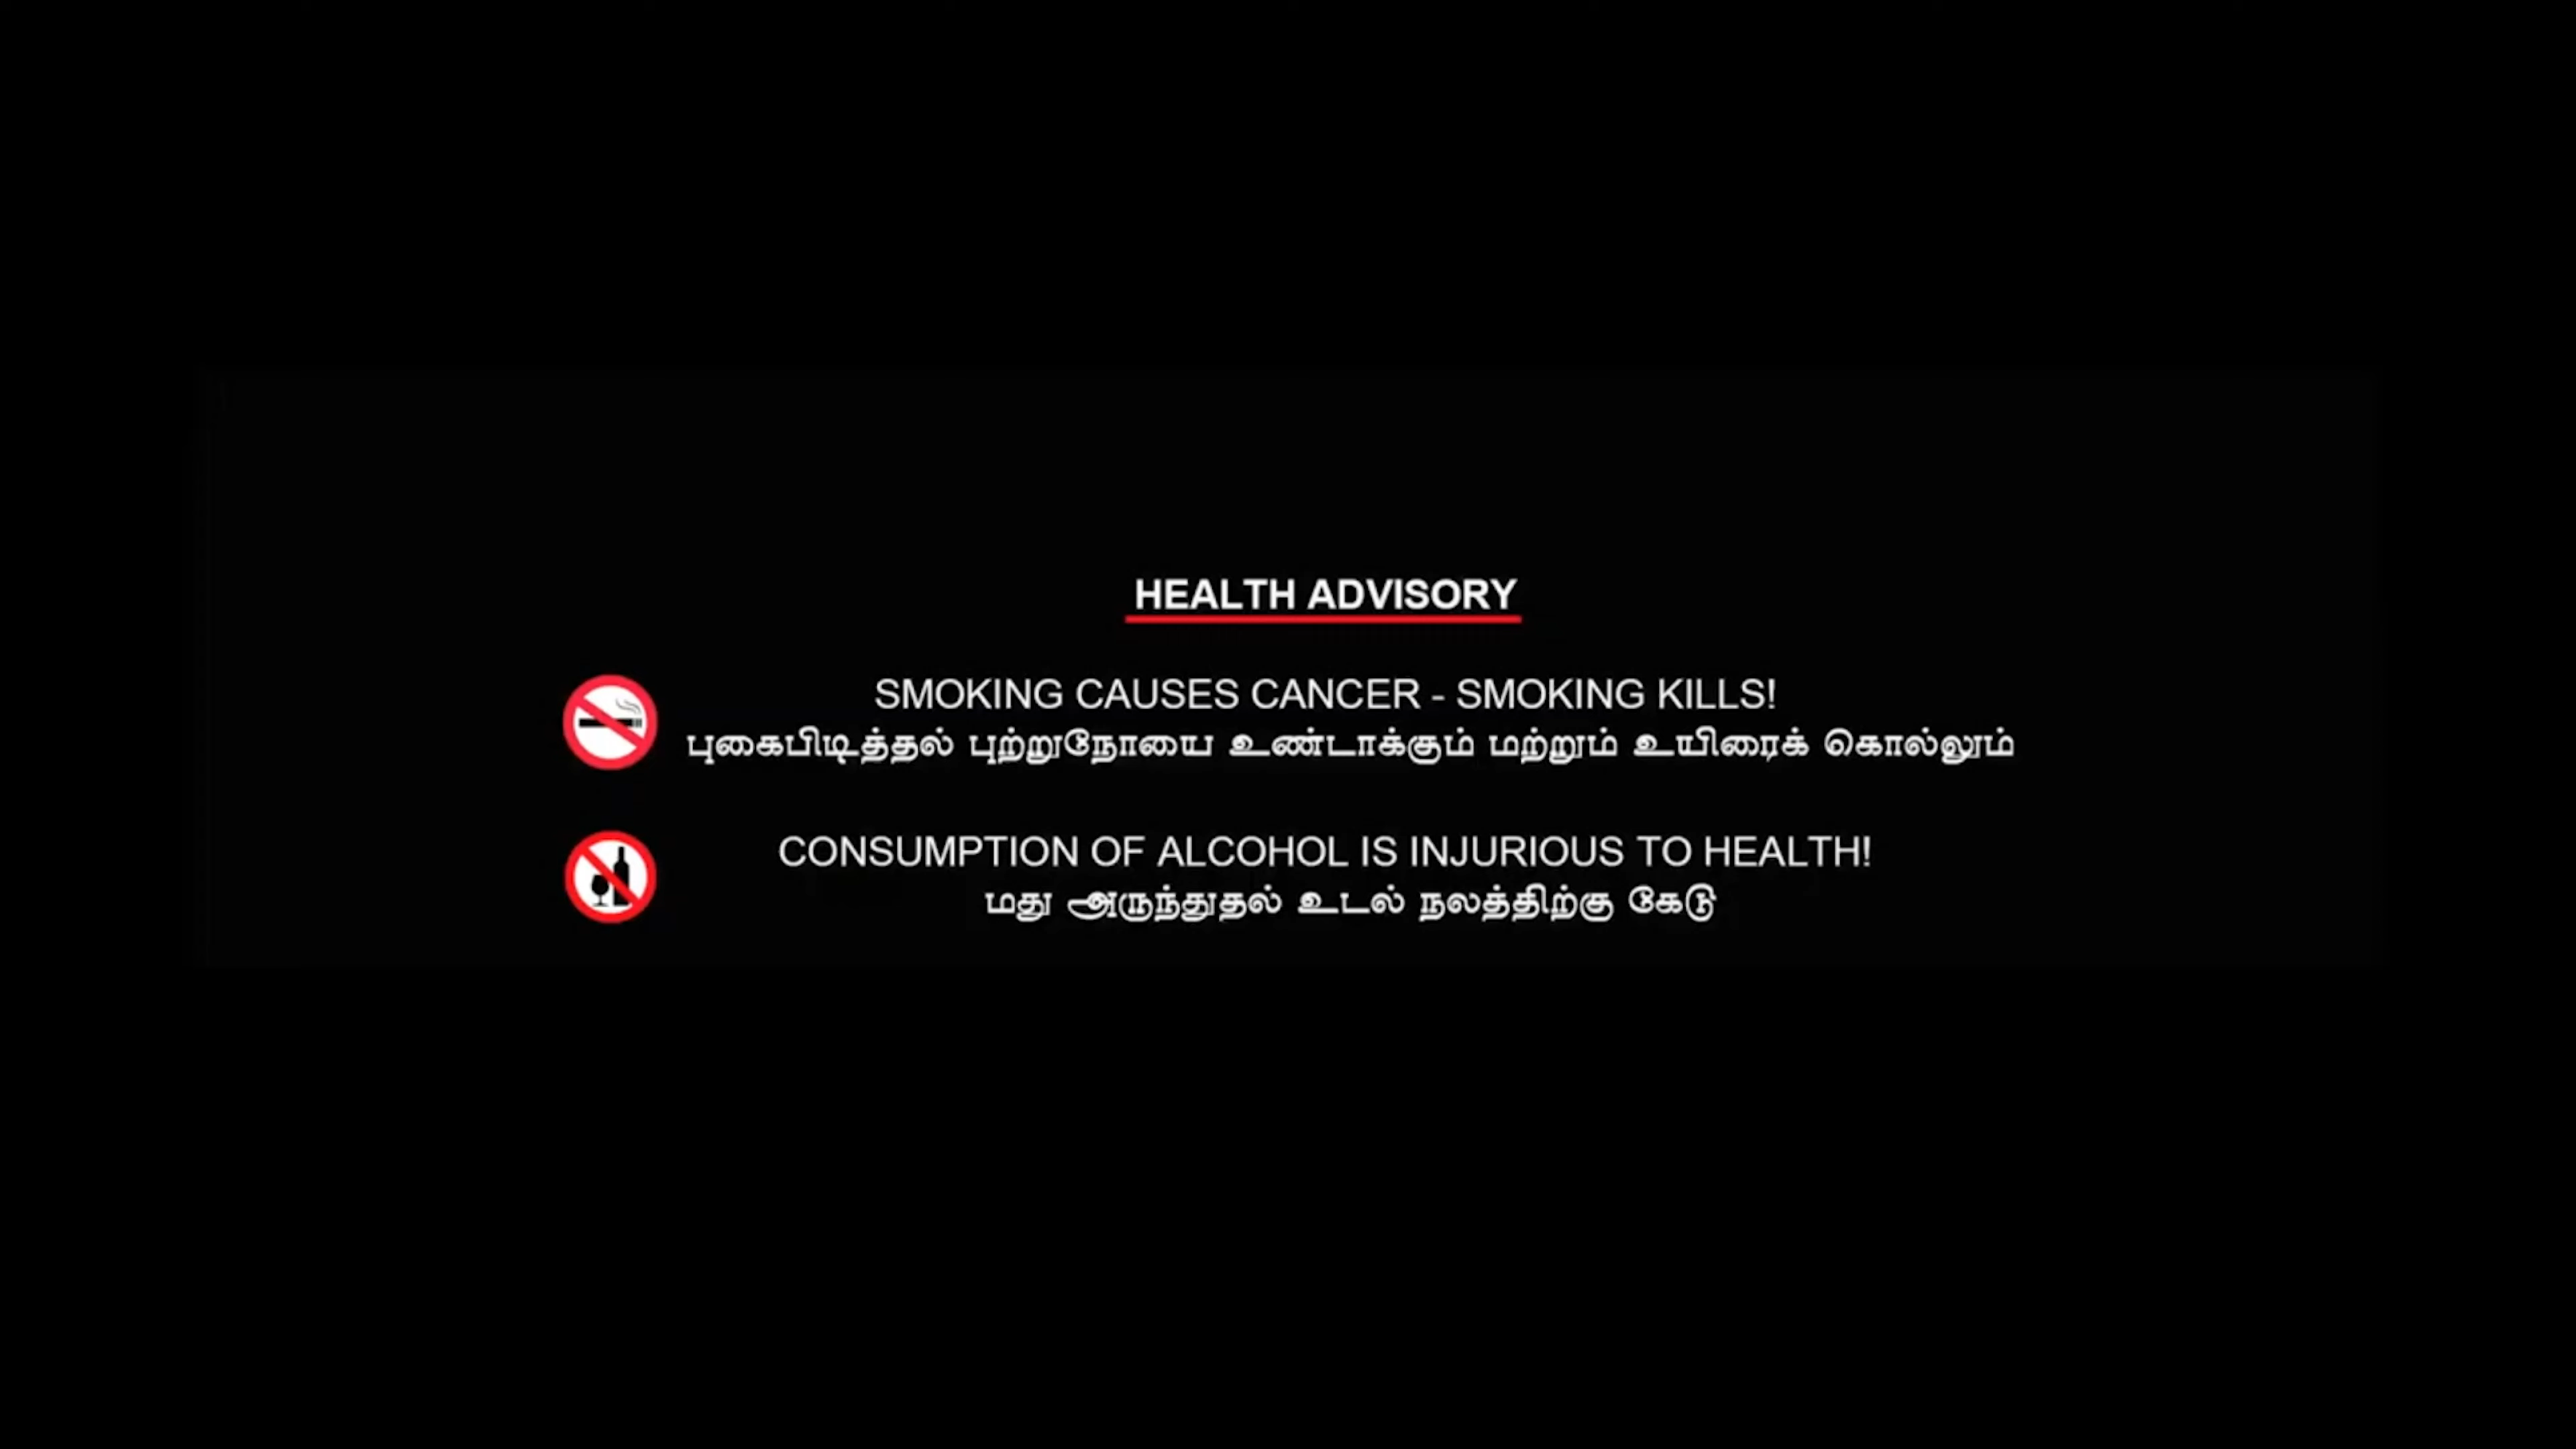 HEALTH ADVISORY
SMOKING CAUSES CANCER - SMOKING KILLS!
புகைபிடித்தல் புற்றுநோயை உண்டாக்கும் மற்றும் உயிரைக் கொல்லும்
CONSUMPTION OF ALCOHOL IS INJURIOUS TO HEALTH!
மது அருந்துதல் உடல் நலத்திற்கு கேடு